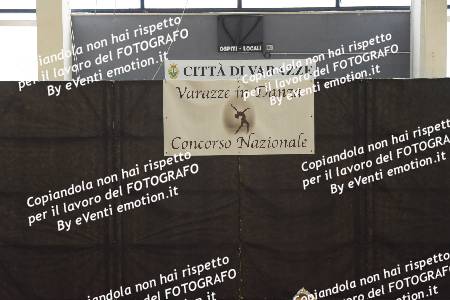 Copiandola non hai rispetto
per il lavoro del FOTOGRAFO
By eVenti emotion.it
OSPITI - LOCALI
Copiandola non hai rispetto
per il lavoro del FOTOGRAFO
By eVenti emotion.it
CITTÀ DI VARAZZE
Varazze in Danza
Concorso Nazionale
Copiandola non hai rispetto
per il lavoro del FOTOGRAFO
By eVenti emotion.it
Copiandola non hai rispetto
per il lavoro del FOTOGRAFO
By eVenti emotion.it
Copiandola non hai rispetto
per il lavoro del FOTOGRAFO
By eVenti emotion.it
Copiandola non hai rispetto
per il lavoro del FOTOGRAFO